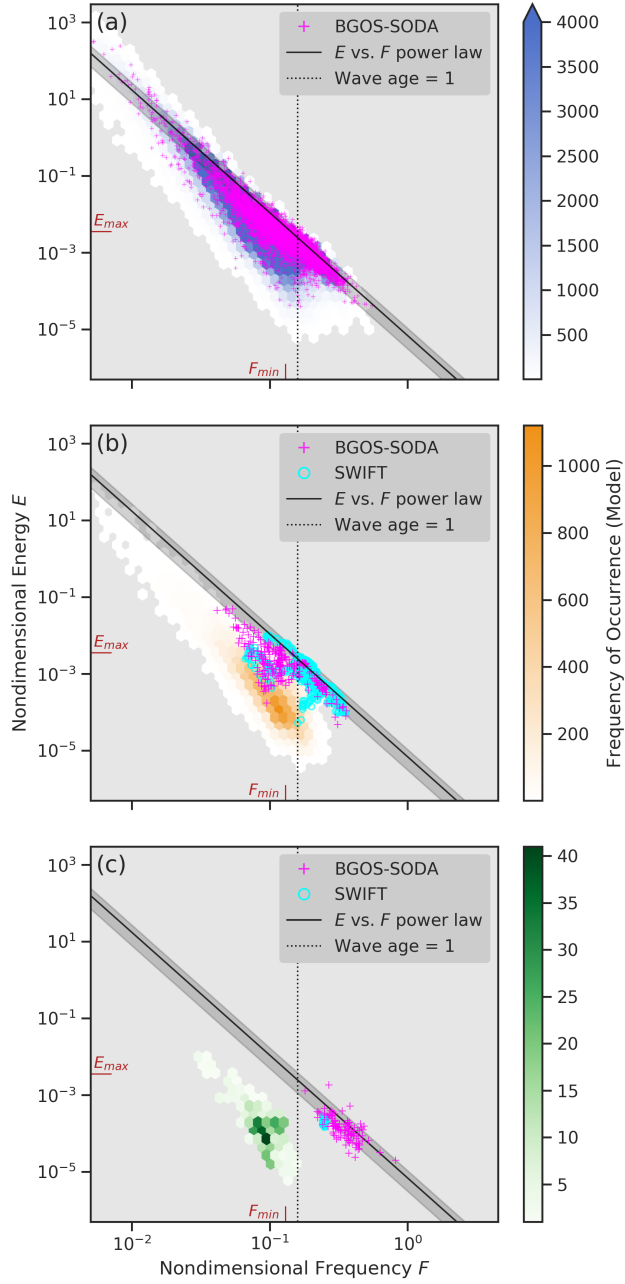 (a)
BGOS-SODA
E vs. F power law
Wave age = 1
10^3
10^1
10^-1
10^-3
10^-5
E_max
F_min
4000
3500
3000
2500
2000
1500
1000
500
(b)
BGOS-SODA
SWIFT
E vs. F power law
Wave age = 1
10^3
10^1
10^-1
10^-3
10^-5
E_max
F_min
Nondimensional Energy E
1000
800
600
400
200
Frequency of Occurrence (Model)
(c)
BGOS-SODA
SWIFT
E vs. F power law
Wave age = 1
10^3
10^1
10^-1
10^-3
10^-5
E_max
F_min
40
35
30
25
20
15
10
5
10^-2
10^-1
10^0
Nondimensional Frequency F